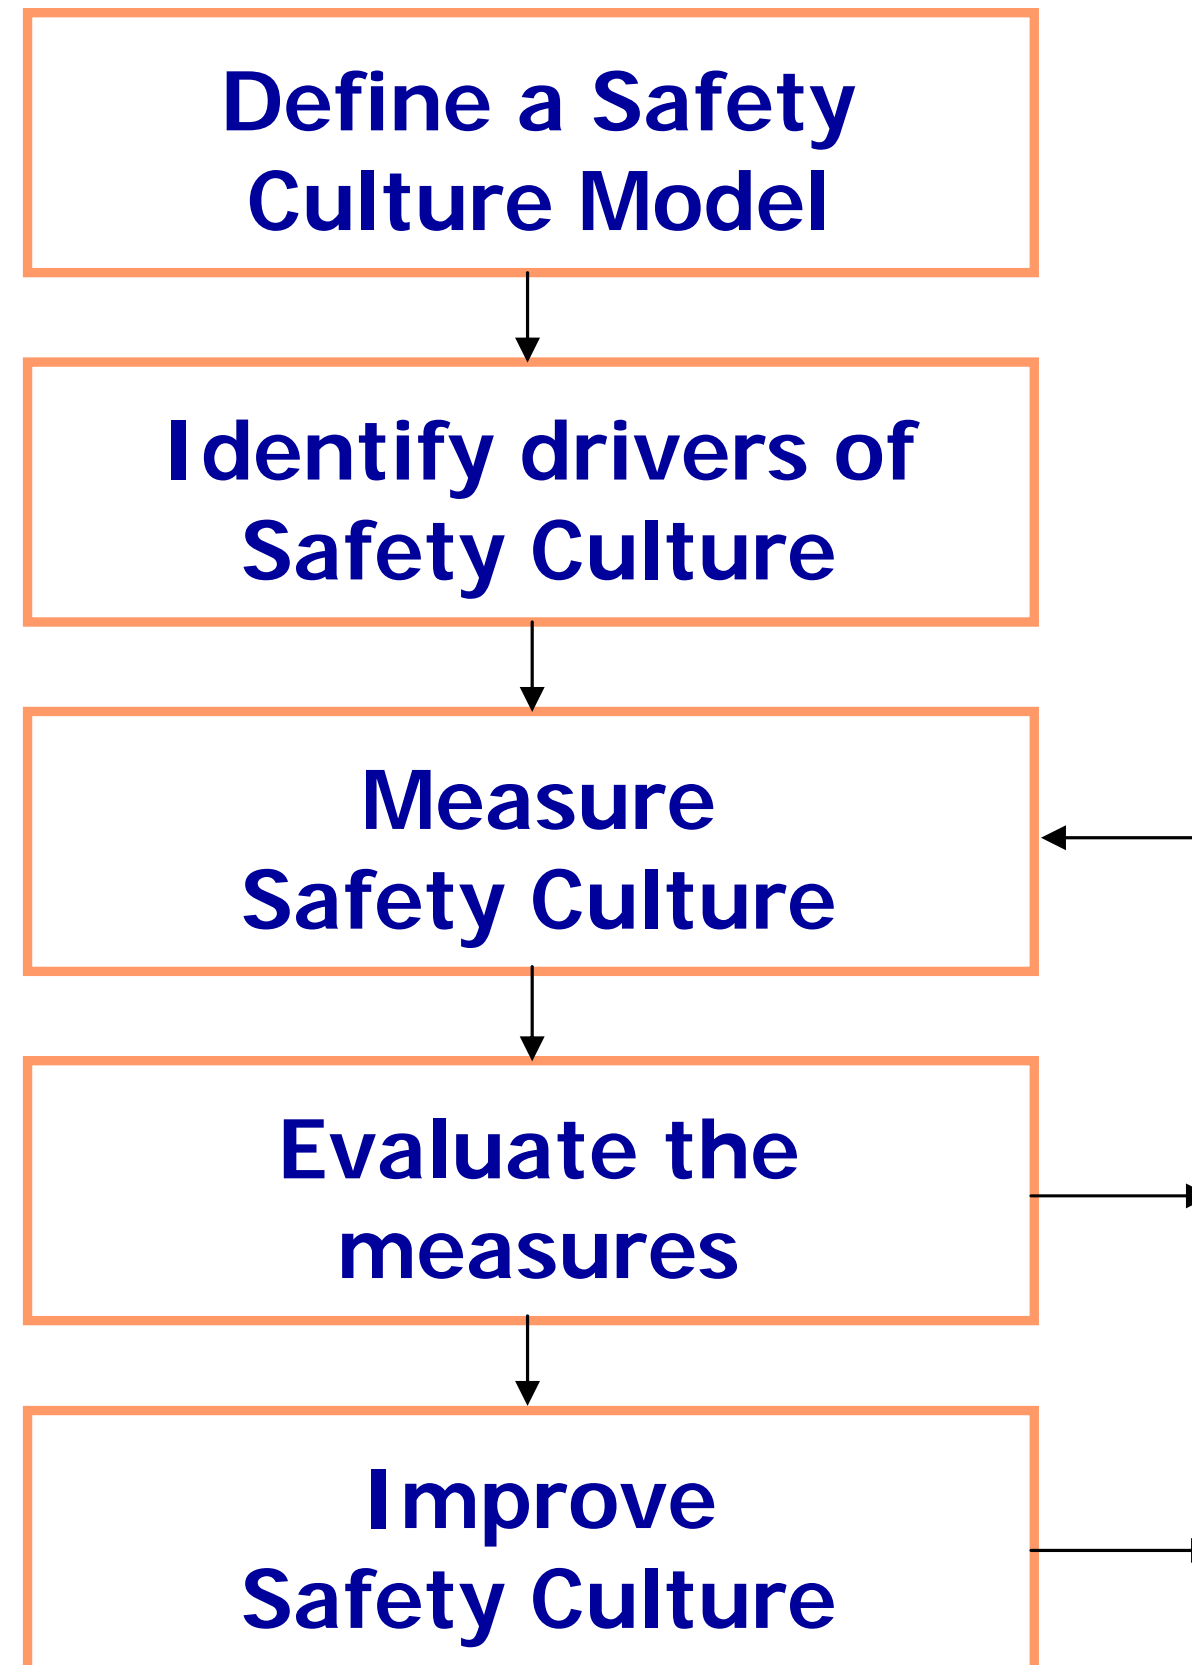 Define a Safety
Culture Model
Identify drivers of
Safety Culture
Measure
Safety Culture
Evaluate the
measures
Improve
Safety Culture